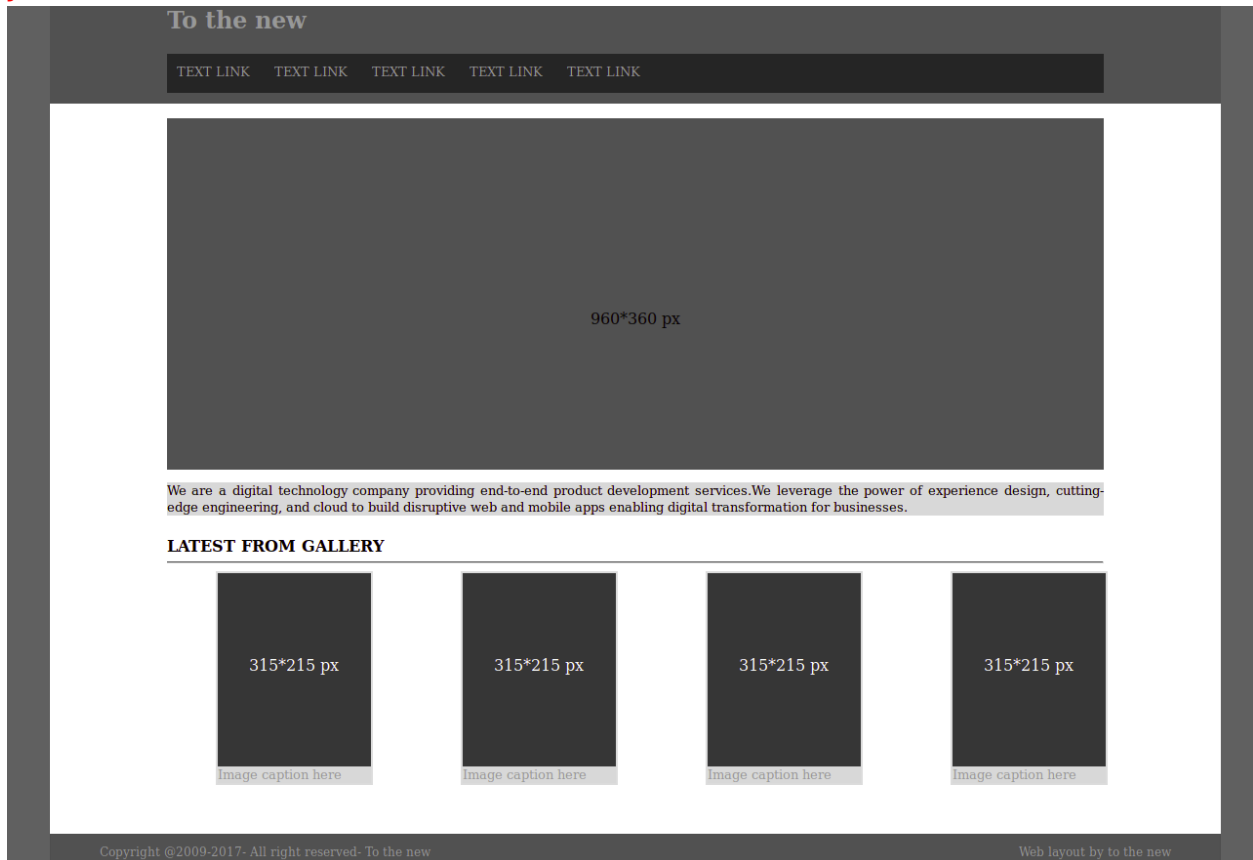 To the new
TEXT LINK TEXT LINK TEXT LINK TEXT LINK TEXT LINK
960*360 px
We are a digital technology company providing end-to-end product development services.We leverage the power of experience design, cutting-
edge engineering, and cloud to build disruptive web and mobile apps enabling digital transformation for businesses.
LATEST FROM GALLERY
315*215 px 315*215 px 315*215 px 315*215 px
Image caption here Image caption here Image caption here Image caption here
Copyright @2009-2017- All right reserved- To the new Web layout by to the new